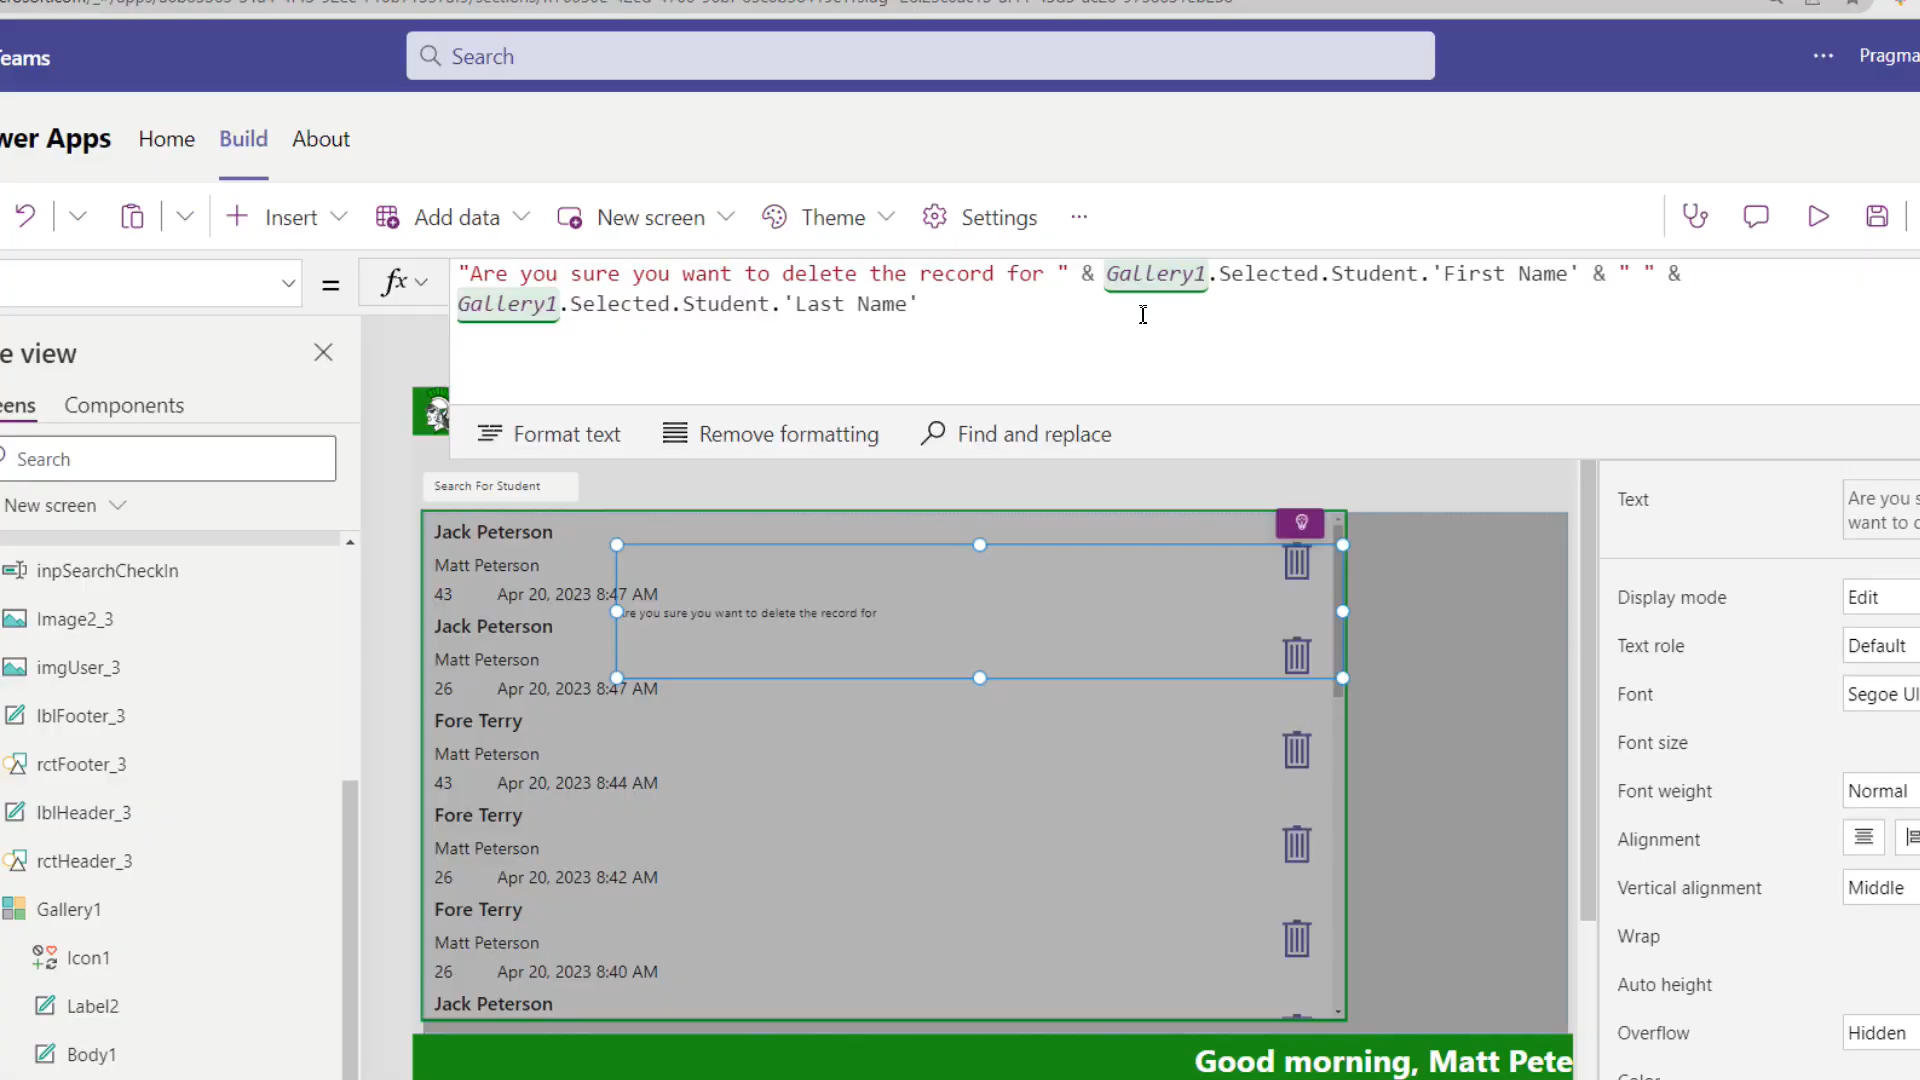 eams
Search
Pragma
wer Apps
Home
Build
About
Insert
Add data
New screen
Theme
Settings
"Are you sure you want to delete the record for " & Gallery1.Selected.Student.'First Name' & " " &
Gallery1.Selected.Student.'Last Name'
Format text
Remove formatting
Find and replace
e view
eens
Components
Search
New screen
inpSearchCheckIn
Image2_3
imgUser_3
lblFooter_3
rctFooter_3
lblHeader_3
rctHeader_3
Gallery1
Icon1
Label2
Body1
Search For Student
Jack Peterson
Matt Peterson
43 Apr 20, 2023 8:47 AM
re you sure you want to delete the record for
Jack Peterson
Matt Peterson
26 Apr 20, 2023 8:47 AM
Fore Terry
Matt Peterson
43 Apr 20, 2023 8:44 AM
Fore Terry
Matt Peterson
26 Apr 20, 2023 8:42 AM
Fore Terry
Matt Peterson
26 Apr 20, 2023 8:40 AM
Jack Peterson
Good morning, Matt Pete
Text
Are you s
want to d
Display mode
Edit
Text role
Default
Font
Segoe UI
Font size
Font weight
Normal
Alignment
Vertical alignment
Middle
Wrap
Auto height
Overflow
Hidden